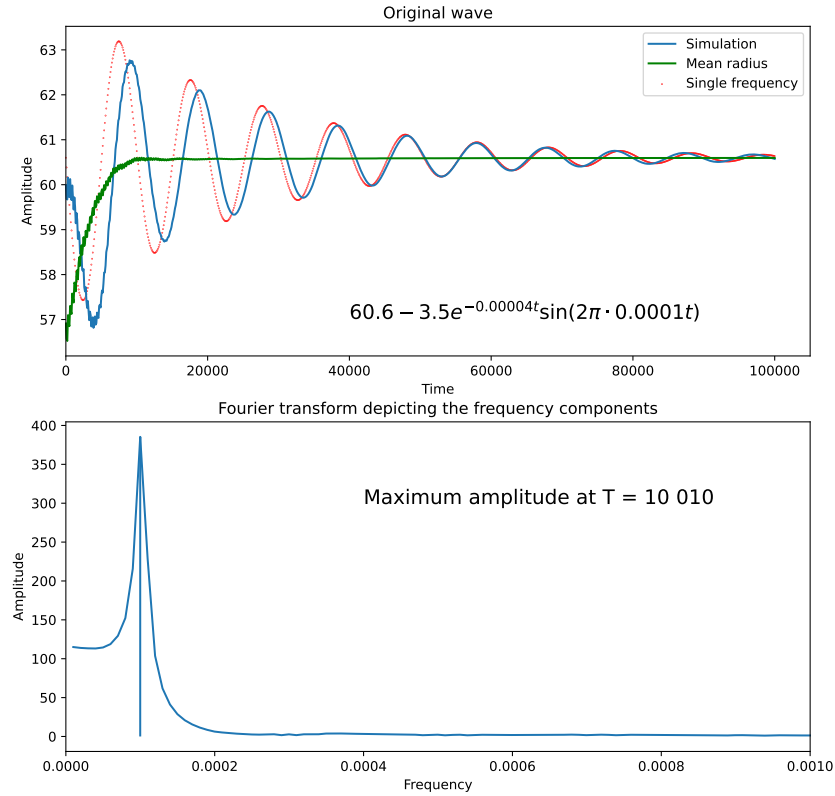 Original wave
63
62
61
60
59
58
57
Amplitude
Simulation
Mean radius
Single frequency
60.6 − 3.5e^{−0.00004t}sin(2π · 0.0001t)
0 20000 40000 60000 80000 100000
Time
Fourier transform depicting the frequency components
400
350
300
250
200
150
100
50
0
Amplitude
Maximum amplitude at T = 10 010
0.0000 0.0002 0.0004 0.0006 0.0008 0.0010
Frequency